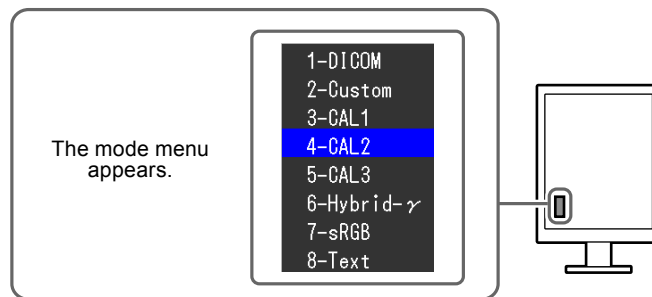 The mode menu
appears.
1-DICOM
2-Custom
3-CAL1
4-CAL2
5-CAL3
6-Hybrid-γ
7-sRGB
8-Text